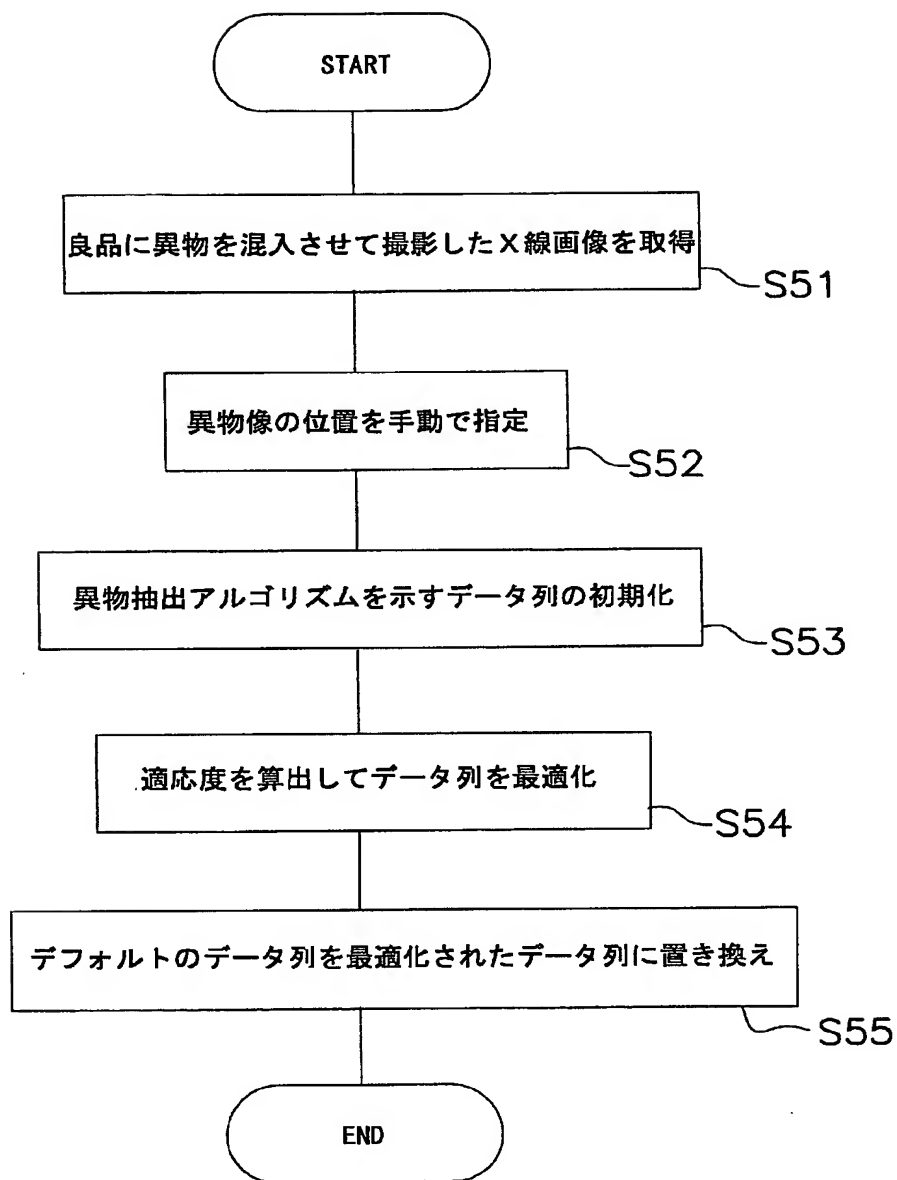 START
良品に異物を混入させて撮影したX線画像を取得
S51
異物像の位置を手動で指定
S52
異物抽出アルゴリズムを示すデータ列の初期化
S53
適応度を算出してデータ列を最適化
S54
デフォルトのデータ列を最適化されたデータ列に置き換え
S55
END